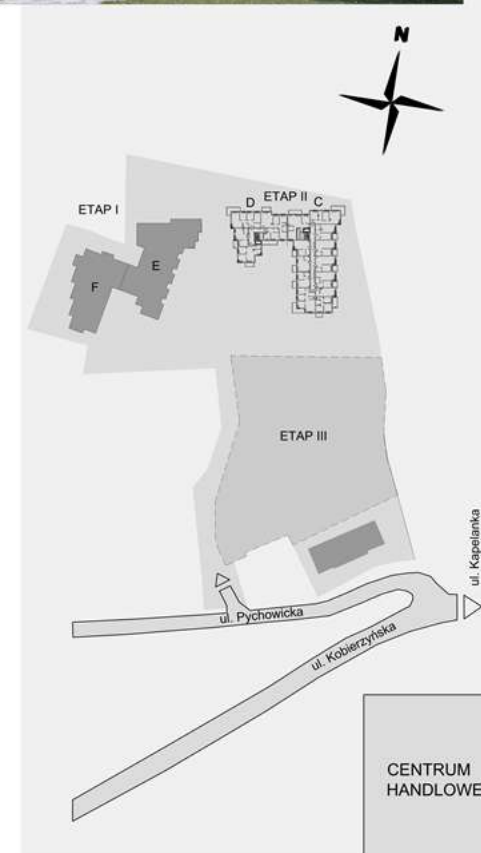 N
ETAP I
D
ETAP II
C
E
F
ETAP III
ul. Kapelanka
ul. Pychowicka
ul. Kobierzyńska
CENTRUM
HANDLOWE